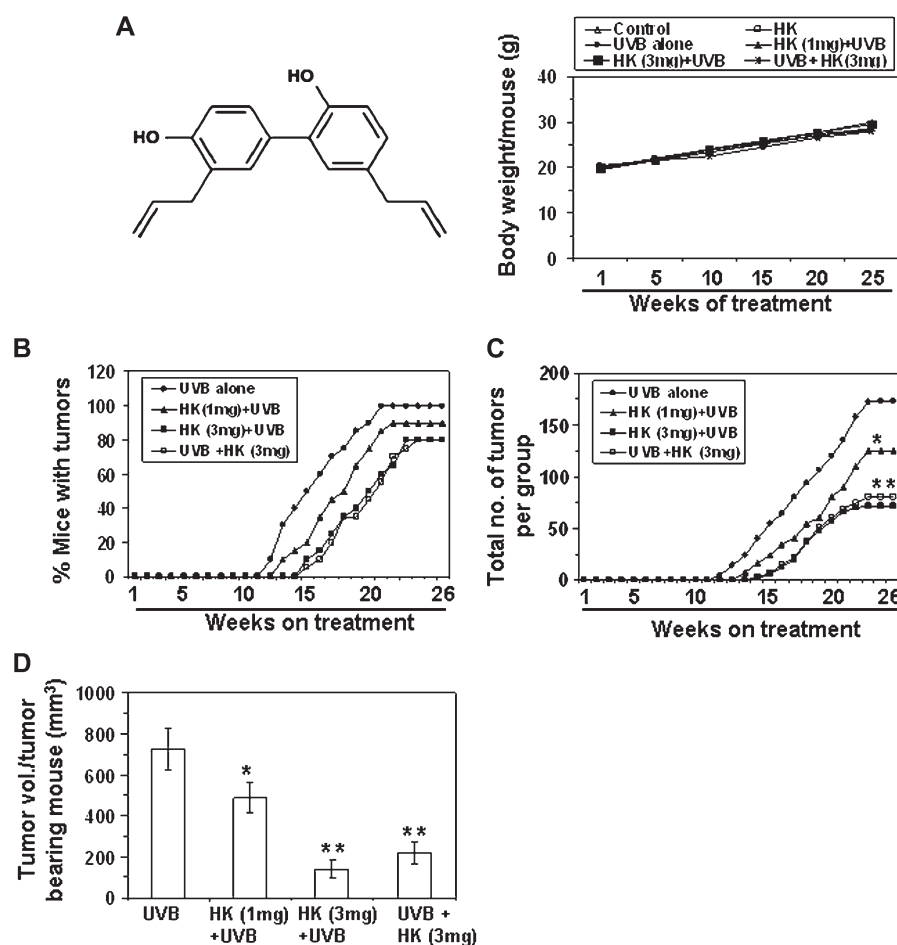 A
HO
HO
Control
HK
UVB alone
HK (1mg)+UVB
HK (3mg)+UVB
UVB + HK(3mg)
Body weight/mouse (g)
40
30
20
10
0
1 5 10 15 20 25
Weeks of treatment
B
% Mice with tumors
120
100
80
60
40
20
0
UVB alone
HK(1mg)+UVB
HK (3mg)+UVB
UVB +HK (3mg)
1 5 10 15 20 26
Weeks on treatment
C
Total no. of tumors
per group
200
150
100
50
0
UVB alone
HK (1mg)+UVB
HK (3mg)+UVB
UVB+HK (3mg)
*
**
1 5 10 15 20 26
Weeks on treatment
D
Tumor vol./tumor
bearing mouse (mm³)
1000
800
600
400
200
0
*
**
**
UVB
HK (1mg)
+UVB
HK (3mg)
+UVB
UVB +
HK (3mg)